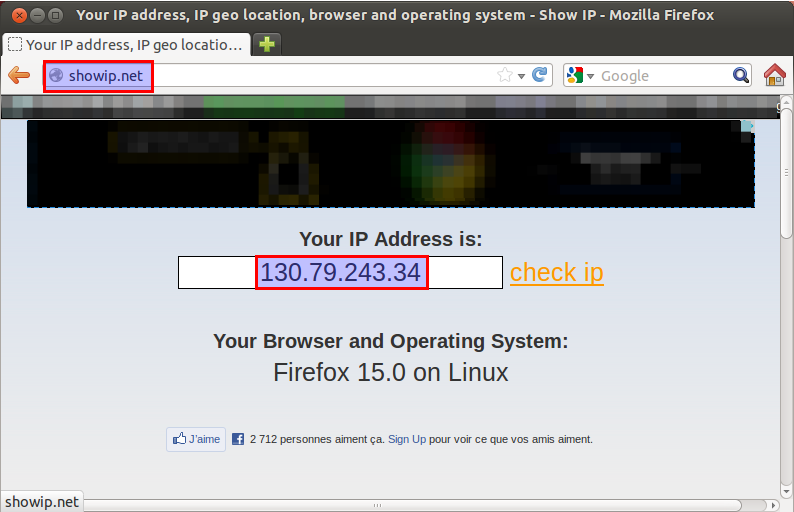 Your IP address, IP geo location, browser and operating system - Show IP - Mozilla Firefox
Your IP address, IP geo locatio...
showip.net
Google
Your IP Address is:
130.79.243.34 check ip
Your Browser and Operating System:
Firefox 15.0 on Linux
J'aime 2 712 personnes aiment ça. Sign Up pour voir ce que vos amis aiment.
showip.net